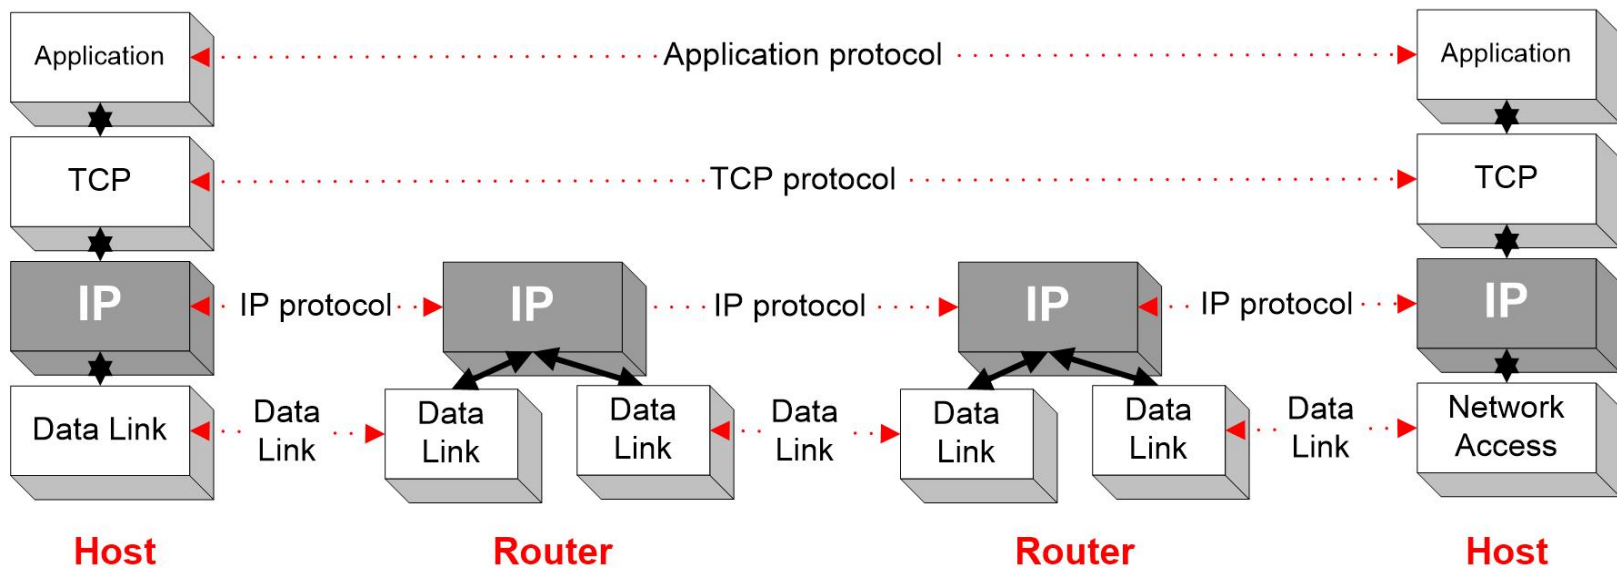 Application
Application protocol
Application
TCP
TCP protocol
TCP
IP
IP protocol
IP
IP protocol
IP
IP protocol
IP
Data Link
Data
Link
Data
Link
Data
Link
Data
Link
Data
Link
Data
Link
Data
Link
Network
Access
Host
Router
Router
Host